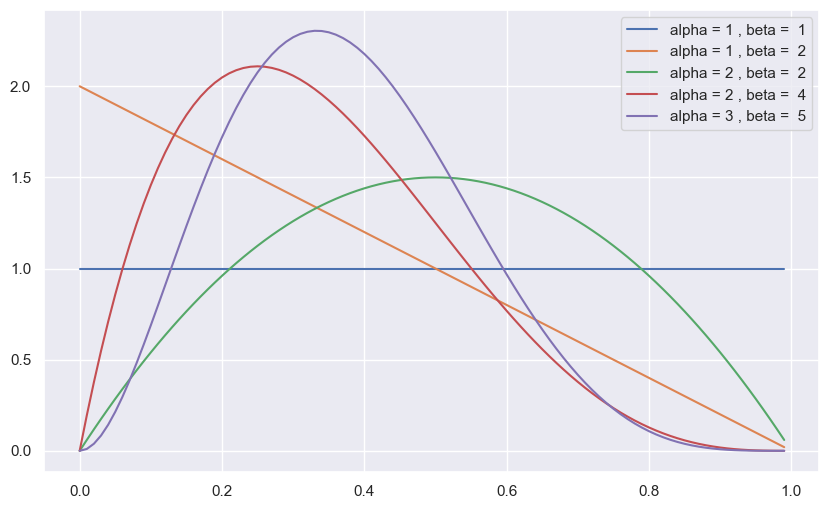 alpha = 1 , beta =  1
alpha = 1 , beta =  2
alpha = 2 , beta =  2
alpha = 2 , beta =  4
alpha = 3 , beta =  5
2.0
1.5
1.0
0.5
0.0
0.0 0.2 0.4 0.6 0.8 1.0